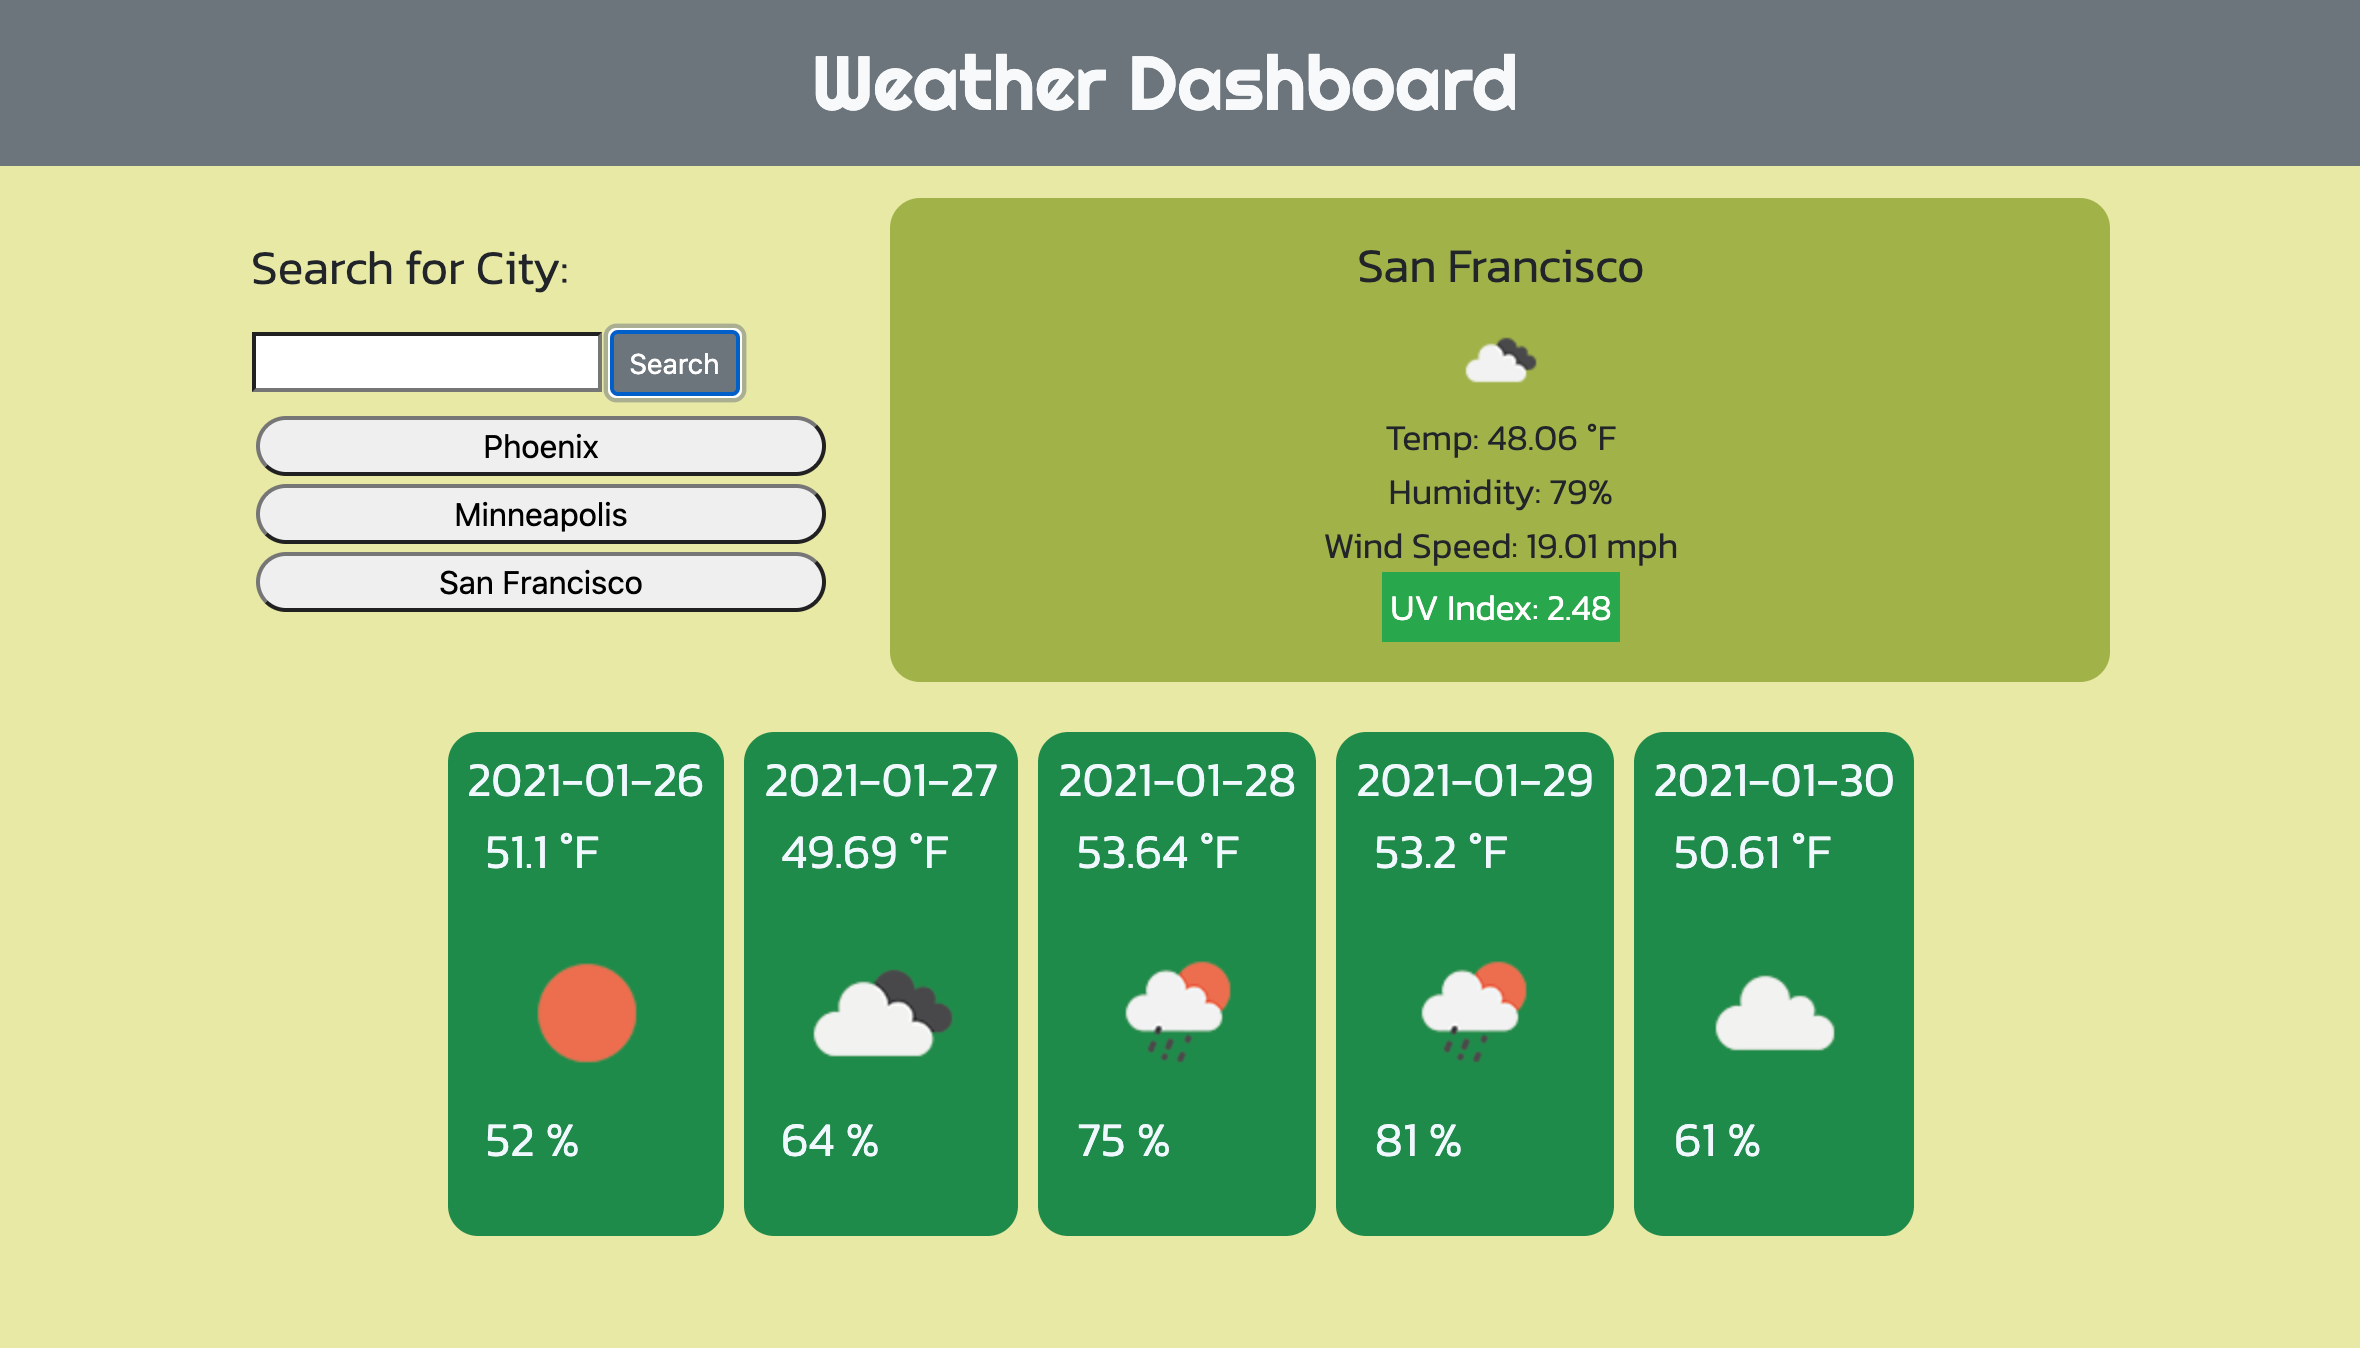 Weather Dashboard
Search for City:
Search
Phoenix
Minneapolis
San Francisco
San Francisco
Temp: 48.06 °F
Humidity: 79%
Wind Speed: 19.01 mph
UV Index: 2.48
2021-01-26
51.1 °F
52 %
2021-01-27
49.69 °F
64 %
2021-01-28
53.64 °F
75 %
2021-01-29
53.2 °F
81 %
2021-01-30
50.61 °F
61 %